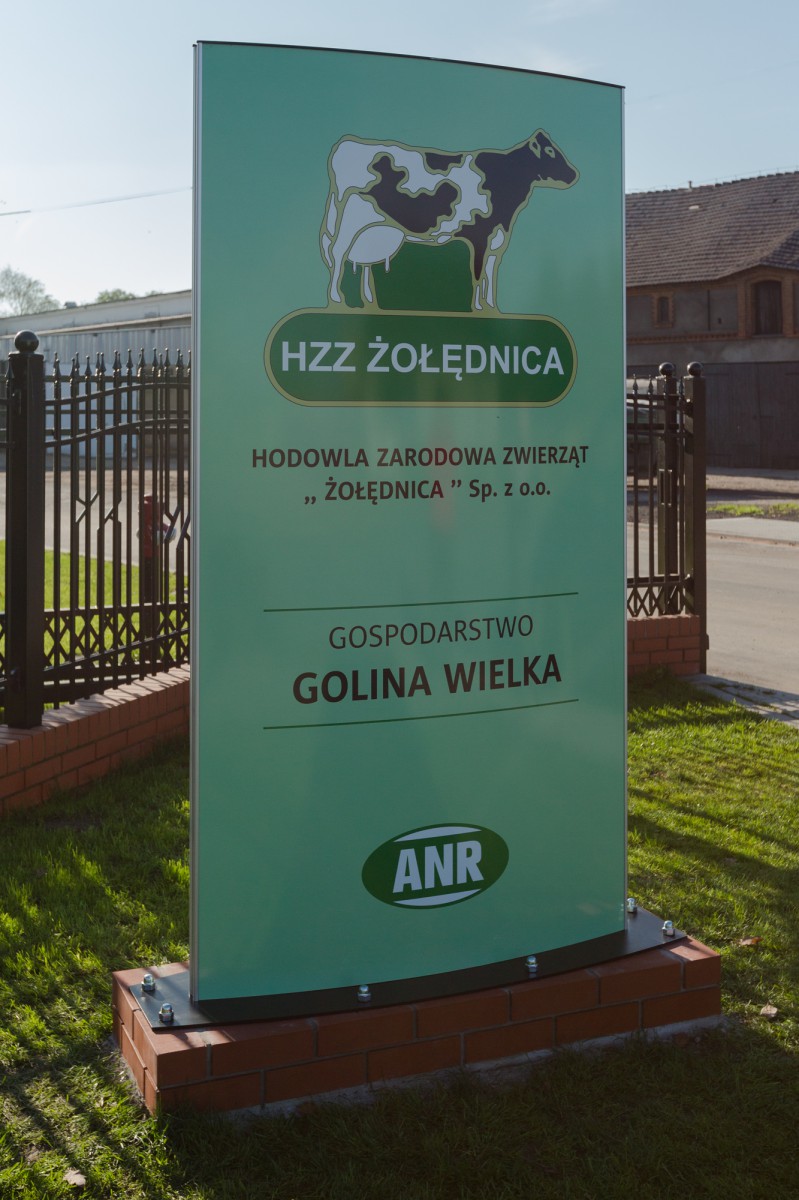 HZZ ŻOŁĘDNICA
HODOWLA ZARODOWA ZWIERZĄT
„ ŻOŁĘDNICA ” Sp. z o.o.
GOSPODARSTWO
GOLINA WIELKA
ANR